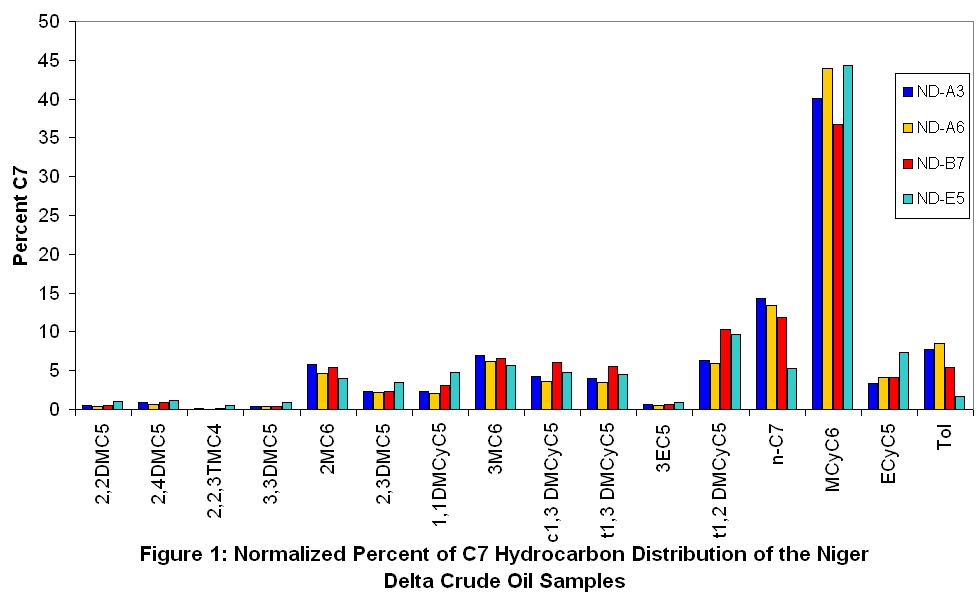 50
45
40
35
30
25
20
15
10
5
0
Percent C7
ND-A3
ND-A6
ND-B7
ND-E5
2,2DMC5
2,4DMC5
2,2,3TMC4
3,3DMC5
2MC6
2,3DMC5
1,1DMCyC5
3MC6
c1,3 DMCyC5
t1,3 DMCyC5
3EC5
t1,2 DMCyC5
n-C7
MCyC6
ECyC5
Tol
Figure 1: Normalized Percent of C7 Hydrocarbon Distribution of the Niger
Delta Crude Oil Samples